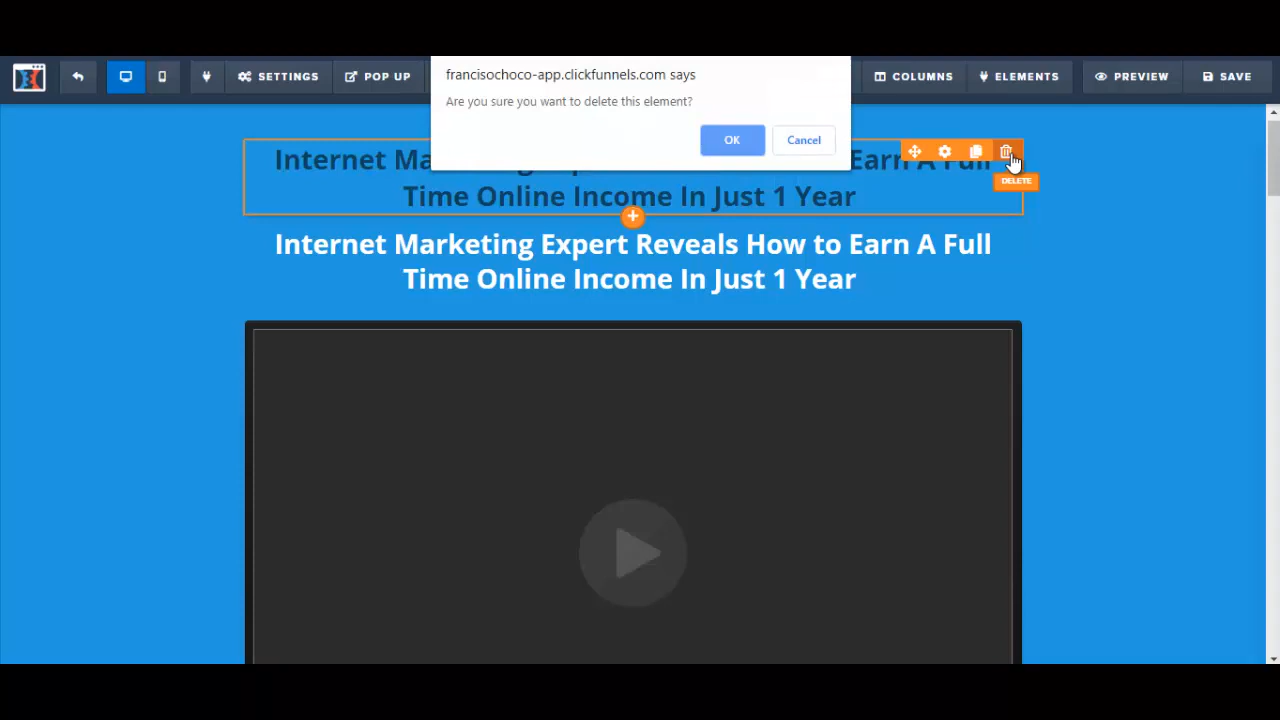 francisochoco-app.clickfunnels.com says
Are you sure you want to delete this element?
OK Cancel
SETTINGS POP UP COLUMNS ELEMENTS PREVIEW SAVE
Internet Ma Earn A Full
DELETE
Time Online Income In Just 1 Year
Internet Marketing Expert Reveals How to Earn A Full
Time Online Income In Just 1 Year